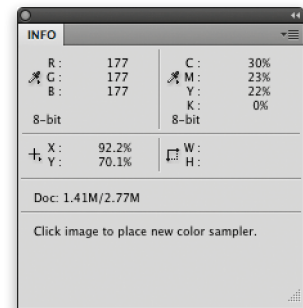 INFO
R : 177 C : 30%
G : 177 M : 23%
B : 177 Y : 22%
K : 0%
8-bit 8-bit
X : 92.2% W :
Y : 70.1% H :
Doc: 1.41M/2.77M
Click image to place new color sampler.